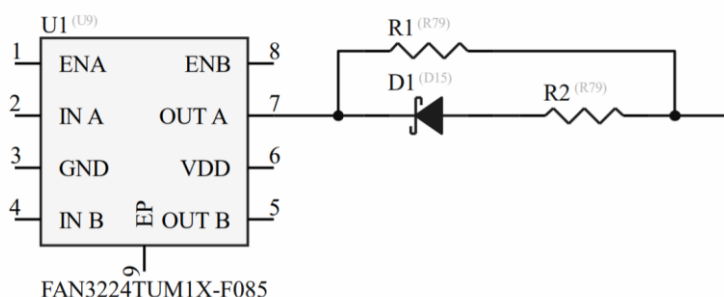 U1 (U9)
R1 (R79)
1 ENA ENB 8
D1 (D15)
R2 (R79)
2 IN A OUT A 7
3 GND VDD 6
4 IN B OUT B 5
EP
9
FAN3224TUM1X-F085